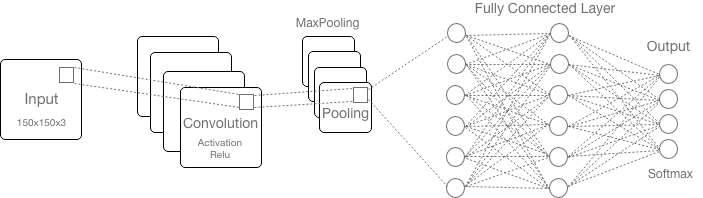 Fully Connected Layer
MaxPooling
Output
Input
150x150x3
Convolution
Activation
Relu
Pooling
Softmax